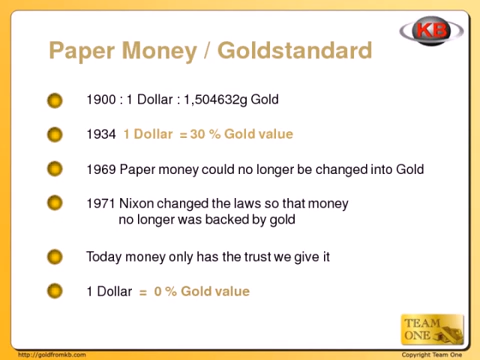 KB
Paper Money / Goldstandard
1900 : 1 Dollar : 1,504632g Gold
1934 1 Dollar = 30 % Gold value
1969 Paper money could no longer be changed into Gold
1971 Nixon changed the laws so that money
no longer was backed by gold
Today money only has the trust we give it
1 Dollar = 0 % Gold value
TEAM
ONE
http://goldfromkb.com
Copyright Team One